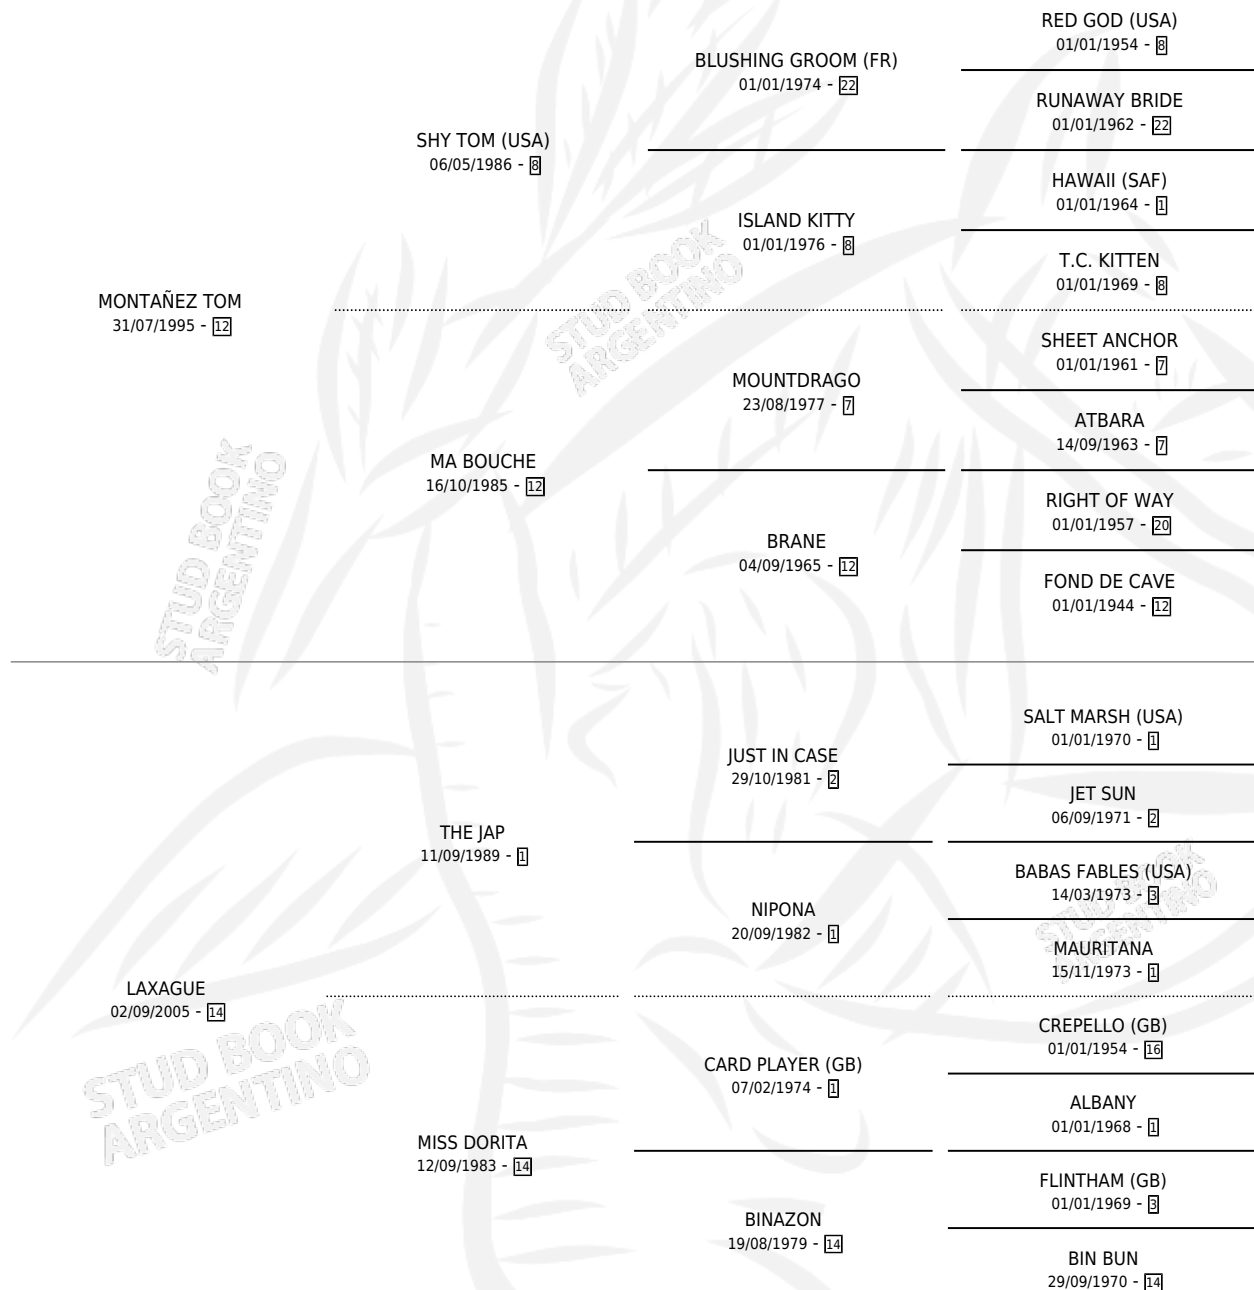 RED GOD (USA)
01/01/1954 - 8
BLUSHING GROOM (FR)
01/01/1974 - 22
RUNAWAY BRIDE
01/01/1962 - 22
SHY TOM (USA)
06/05/1986 - 8
HAWAII (SAF)
01/01/1964 - 1
ISLAND KITTY
01/01/1976 - 8
T.C. KITTEN
01/01/1969 - 8
MONTAÑEZ TOM
31/07/1995 - 12
SHEET ANCHOR
01/01/1961 - 7
MOUNTDRAGO
23/08/1977 - 7
ATBARA
14/09/1963 - 7
MA BOUCHE
16/10/1985 - 12
RIGHT OF WAY
01/01/1957 - 20
BRANE
04/09/1965 - 12
FOND DE CAVE
01/01/1944 - 12
SALT MARSH (USA)
01/01/1970 - 1
JUST IN CASE
29/10/1981 - 2
JET SUN
06/09/1971 - 2
THE JAP
11/09/1989 - 1
BABAS FABLES (USA)
14/03/1973 - 3
NIPONA
20/09/1982 - 1
MAURITANA
15/11/1973 - 1
LAXAGUE
02/09/2005 - 14
CREPELLO (GB)
01/01/1954 - 16
CARD PLAYER (GB)
07/02/1974 - 1
ALBANY
01/01/1968 - 1
MISS DORITA
12/09/1983 - 14
FLINTHAM (GB)
01/01/1969 - 3
BINAZON
19/08/1979 - 14
BIN BUN
29/09/1970 - 14
STUD BOOK
ARGENTINO
STUD BOOK
ARGENTINO
STUD BOOK
ARGENTINO
STUD BOOK
ARGENTINO